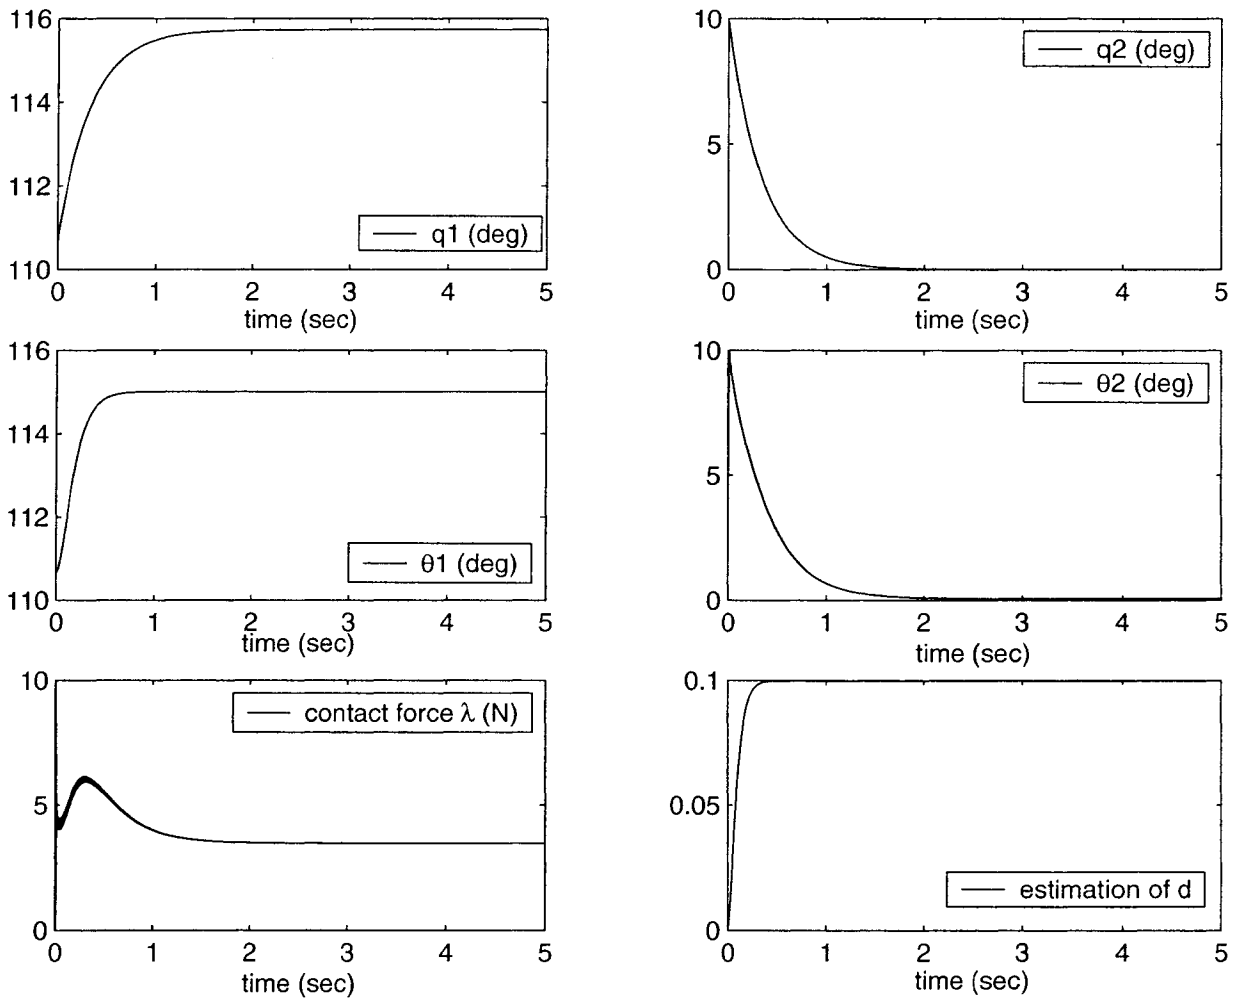 116
114
112
110
q1 (deg)
0 1 2 3 4 5
time (sec)
10
5
0
q2 (deg)
0 1 2 3 4 5
time (sec)
116
114
112
110
θ1 (deg)
0 1 2 3 4 5
time (sec)
10
5
0
θ2 (deg)
0 1 2 3 4 5
time (sec)
10
5
0
contact force λ (N)
0 1 2 3 4 5
time (sec)
0.1
0.05
0
estimation of d
0 1 2 3 4 5
time (sec)